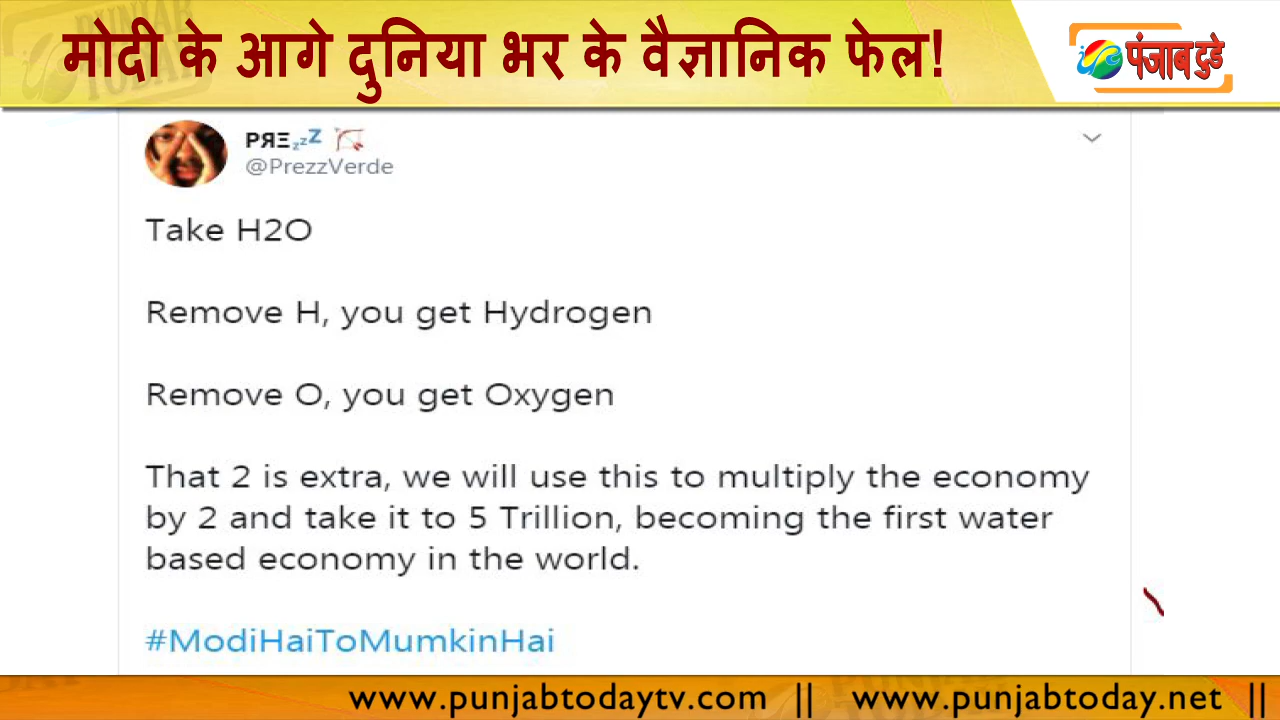 मोदी के आगे दुनिया भर के वैज्ञानिक फेल!
पंजाब टुडे
PЯΞzzZ
@PrezzVerde
Take H2O
Remove H, you get Hydrogen
Remove O, you get Oxygen
That 2 is extra, we will use this to multiply the economy
by 2 and take it to 5 Trillion, becoming the first water
based economy in the world.
#ModiHaiToMumkinHai
www.punjabtodaytv.com || www.punjabtoday.net ||